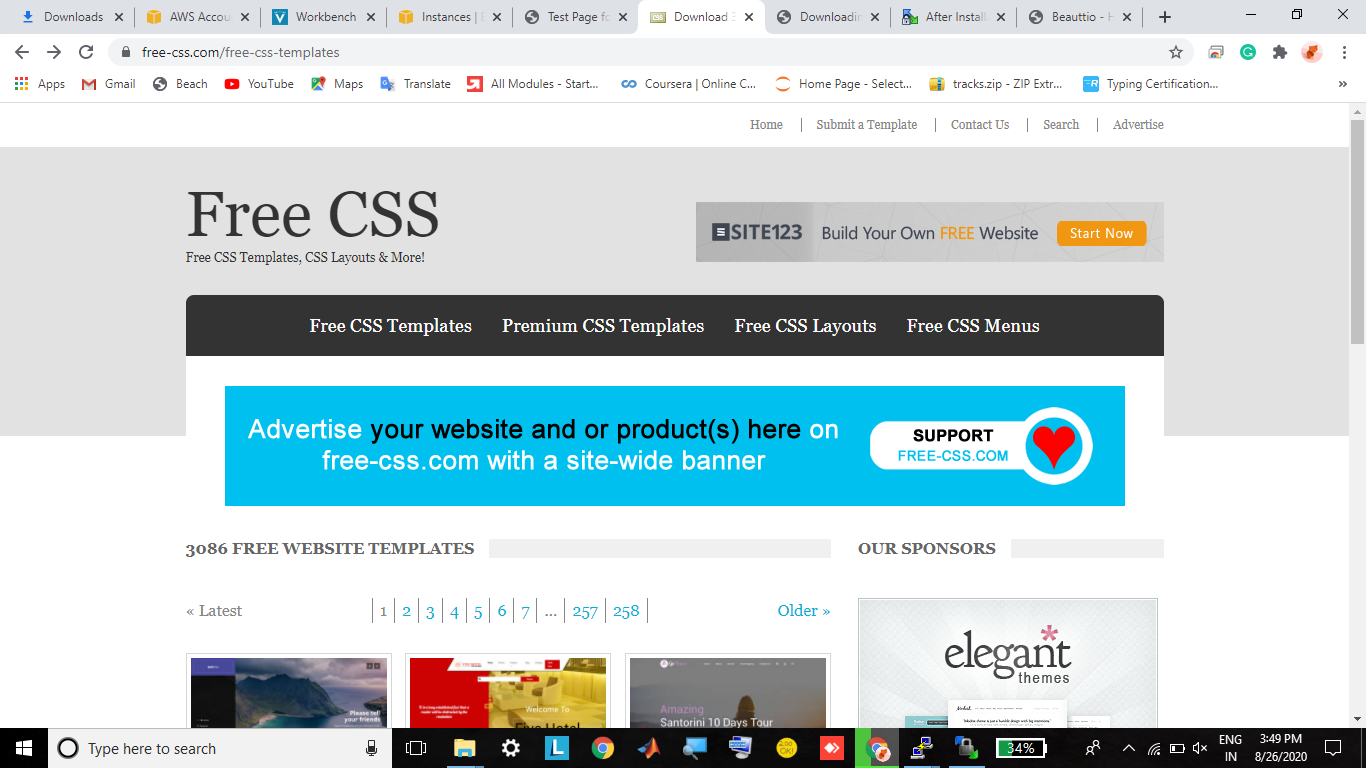 Downloads
AWS Accou
Workbench
Instances | E
Test Page fo
Download 3
Downloadin
After Install
Beauttio - H
free-css.com/free-css-templates
Apps
Gmail
Beach
YouTube
Maps
Translate
All Modules - Start...
Coursera | Online C...
Home Page - Select...
tracks.zip - ZIP Extr...
Typing Certification...
»
Home
Submit a Template
Contact Us
Search
Advertise
Free CSS
Free CSS Templates, CSS Layouts & More!
SITE123 Build Your Own FREE Website Start Now
Free CSS Templates
Premium CSS Templates
Free CSS Layouts
Free CSS Menus
Advertise your website and or product(s) here on
free-css.com with a site-wide banner
SUPPORT
FREE-CSS.COM
3086 FREE WEBSITE TEMPLATES
OUR SPONSORS
« Latest
1 2 3 4 5 6 7 ... 257 258
Older »
elegant
themes
Please tell
your friends
Welcome To
Five Hotel
Amazing
Santorini 10 Days Tour
Type here to search
34%
ENG
IN
3:49 PM
8/26/2020